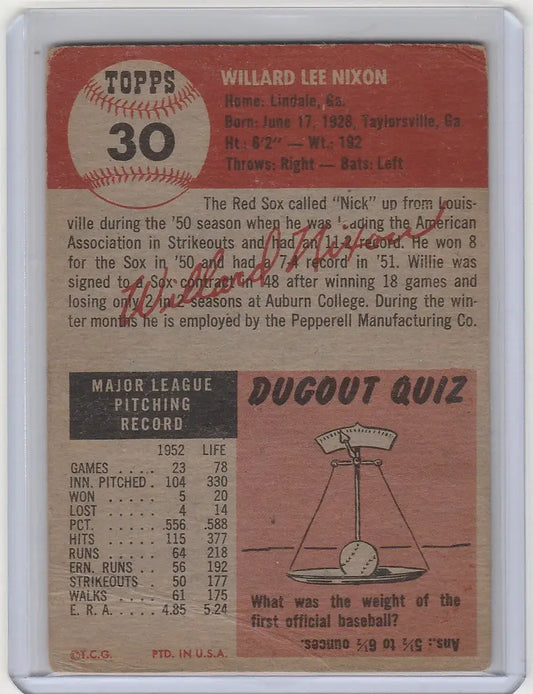 TOPPS
30
WILLARD LEE NIXON
Home: Lindale, Ga.
Born: June 17, 1928, Taylorsville, Ga
Ht: 6'2" — Wt: 192
Throws: Right — Bats: Left
The Red Sox called "Nick" up from Louis-
ville during the '50 season when he was leading the American
Association in Strikeouts and had an 11-2 record. He won 8
for the Sox in '50 and had a 7-4 record in '51. Willie was
signed to a Sox contract in '48 after winning 18 games and
losing only 2 in 2 seasons at Auburn College. During the win-
ter months he is employed by the Pepperell Manufacturing Co.
Willard Nixon
MAJOR LEAGUE
PITCHING
RECORD
1952 LIFE
GAMES .... 23 78
INN. PITCHED . 104 330
WON ..... 5 20
LOST ..... 4 14
PCT. ..... .556 .588
HITS ..... 115 377
RUNS .... 64 218
ERN. RUNS .. 56 192
STRIKEOUTS . 50 177
WALKS .... 61 175
E. R. A. .... 4.85 5.24
©T.C.G. PTD. IN U.S.A.
DUGOUT QUIZ
What was the weight of the
first official baseball?
Ans.: 5½ to 6½ ounces.